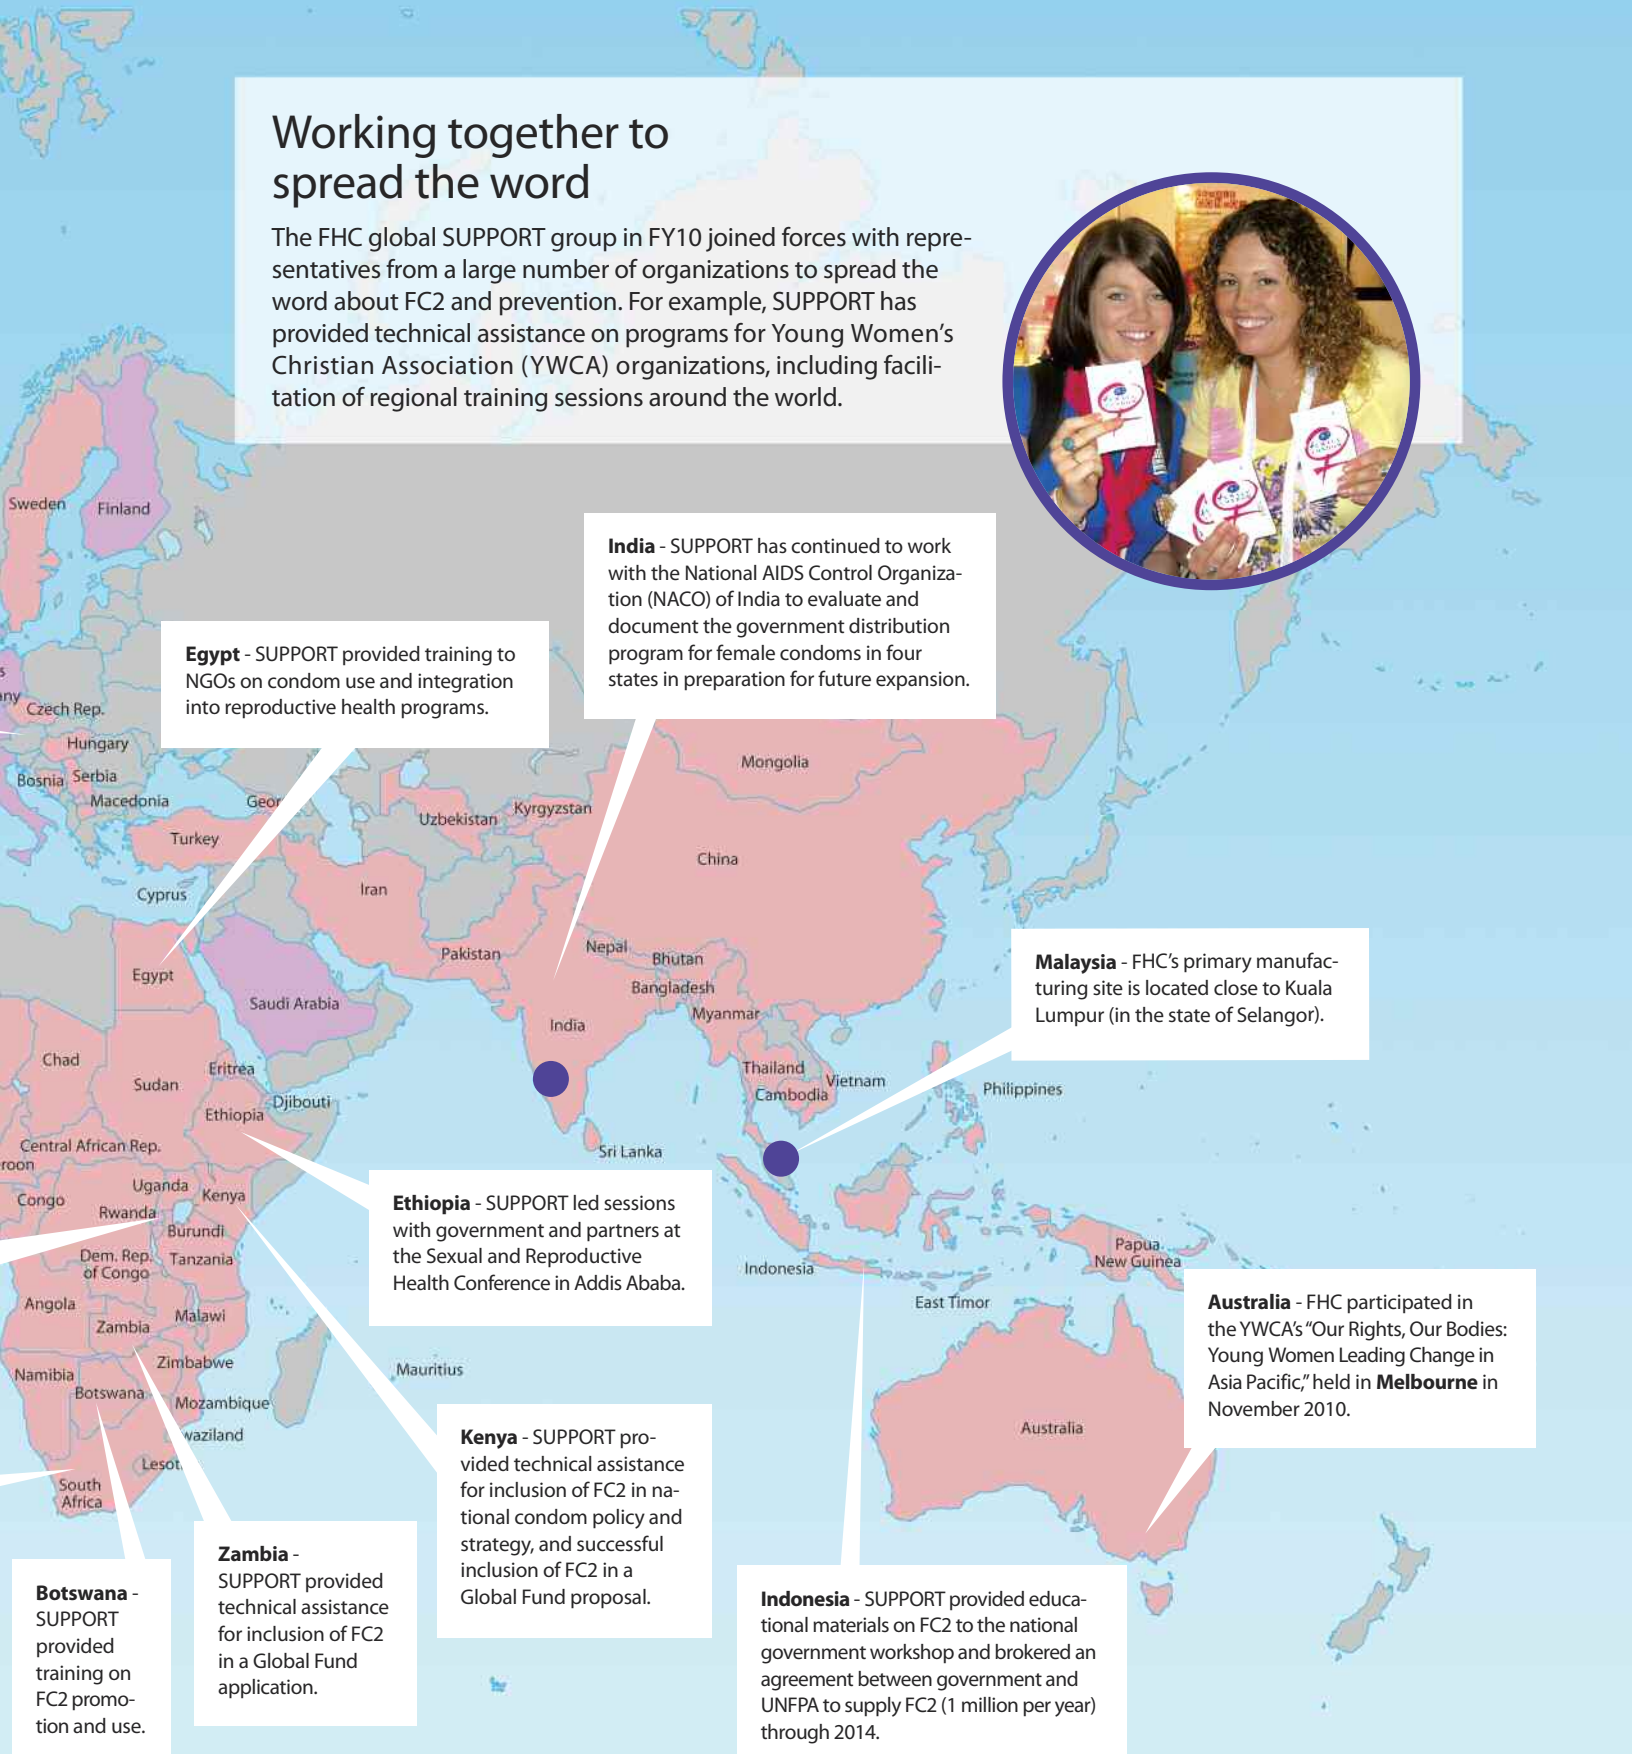 Working together to
spread the word
The FHC global SUPPORT group in FY10 joined forces with repre-
sentatives from a large number of organizations to spread the
word about FC2 and prevention. For example, SUPPORT has
provided technical assistance on programs for Young Women's
Christian Association (YWCA) organizations, including facili-
tation of regional training sessions around the world.
Sweden
Finland
India - SUPPORT has continued to work
with the National AIDS Control Organiza-
tion (NACO) of India to evaluate and
document the government distribution
program for female condoms in four
states in preparation for future expansion.
Egypt - SUPPORT provided training to
NGOs on condom use and integration
into reproductive health programs.
Czech Rep.
Hungary
Bosnia
Serbia
Macedonia
Geor
Turkey
Cyprus
Uzbekistan
Kyrgyzstan
Mongolia
China
Iran
Pakistan
Nepal
Bhutan
Bangladesh
Myanmar
India
Egypt
Saudi Arabia
Malaysia - FHC's primary manufac-
turing site is located close to Kuala
Lumpur (in the state of Selangor).
Chad
Sudan
Eritrea
Ethiopia
Djibouti
Thailand
Vietnam
Cambodia
Philippines
Sri Lanka
Central African Rep.
roon
Congo
Uganda
Kenya
Rwanda
Burundi
Dem. Rep.
of Congo
Tanzania
Ethiopia - SUPPORT led sessions
with government and partners at
the Sexual and Reproductive
Health Conference in Addis Ababa.
Indonesia
Papua
New Guinea
East Timor
Angola
Zambia
Malawi
Zimbabwe
Namibia
Botswana
Mozambique
waziland
Lesot
South
Africa
Mauritius
Australia
Australia - FHC participated in
the YWCA's "Our Rights, Our Bodies:
Young Women Leading Change in
Asia Pacific," held in Melbourne in
November 2010.
Kenya - SUPPORT pro-
vided technical assistance
for inclusion of FC2 in na-
tional condom policy and
strategy, and successful
inclusion of FC2 in a
Global Fund proposal.
Zambia -
SUPPORT provided
technical assistance
for inclusion of FC2
in a Global Fund
application.
Botswana -
SUPPORT
provided
training on
FC2 promo-
tion and use.
Indonesia - SUPPORT provided educa-
tional materials on FC2 to the national
government workshop and brokered an
agreement between government and
UNFPA to supply FC2 (1 million per year)
through 2014.